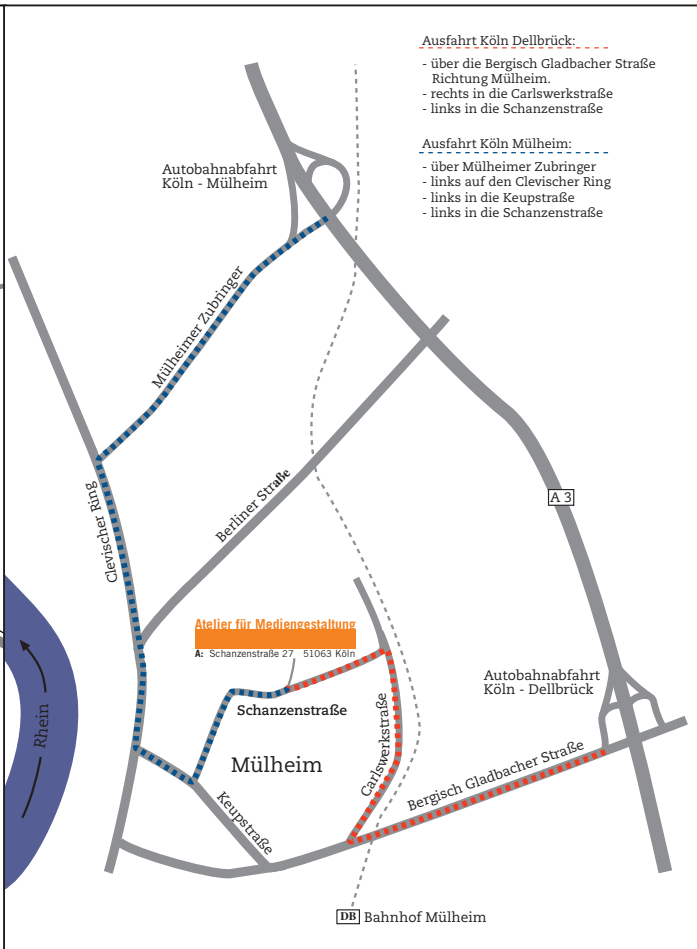 Ausfahrt Köln Dellbrück:
- über die Bergisch Gladbacher Straße
Richtung Mülheim.
- rechts in die Carlswerkstraße
- links in die Schanzenstraße
Ausfahrt Köln Mülheim:
- über Mülheimer Zubringer
- links auf den Clevischer Ring
- links in die Keupstraße
- links in die Schanzenstraße
Autobahnabfahrt
Köln - Mülheim
Mülheimer Zubringer
Berliner Straße
A 3
Clevischer Ring
Atelier für Mediengestaltung
A: Schanzenstraße 27 51063 Köln
Schanzenstraße
Autobahnabfahrt
Köln - Dellbrück
Rhein
Mülheim
Carlswerkstraße
Bergisch Gladbacher Straße
Keupstraße
DB Bahnhof Mülheim